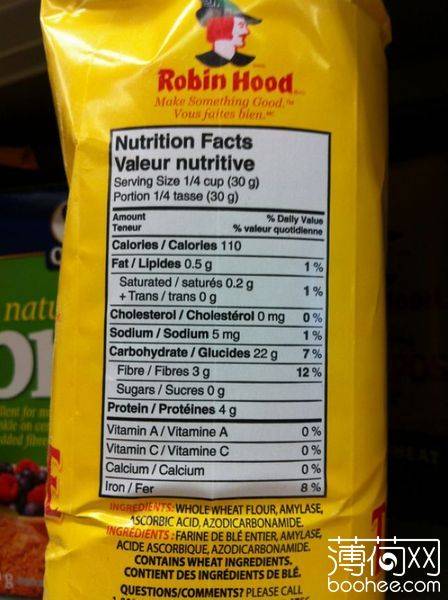 Robin Hood
Make Something Good.™
Vous faites bien.
Nutrition Facts
Valeur nutritive
Serving Size 1/4 cup (30 g)
Portion 1/4 tasse (30 g)
Amount % Daily Value
Teneur % valeur quotidienne
Calories / Calories 110
Fat / Lipides 0.5 g 1 %
Saturated / saturés 0.2 g
+ Trans / trans 0 g 1 %
Cholesterol / Cholestérol 0 mg 0 %
Sodium / Sodium 5 mg 1 %
Carbohydrate / Glucides 22 g 7 %
Fibre / Fibres 3 g 12 %
Sugars / Sucres 0 g
Protein / Protéines 4 g
Vitamin A / Vitamine A 0 %
Vitamin C / Vitamine C 0 %
Calcium / Calcium 0 %
Iron / Fer 8 %
INGREDIENTS: WHOLE WHEAT FLOUR, AMYLASE,
ASCORBIC ACID, AZODICARBONAMIDE.
INGRÉDIENTS : FARINE DE BLÉ ENTIER, AMYLASE,
ACIDE ASCORBIQUE, AZODICARBONAMIDE.
CONTAINS WHEAT INGREDIENTS.
CONTIENT DES INGRÉDIENTS DE BLÉ.
QUESTIONS/COMMENTS? PLEASE CALL
natu
薄荷网
boohee.com